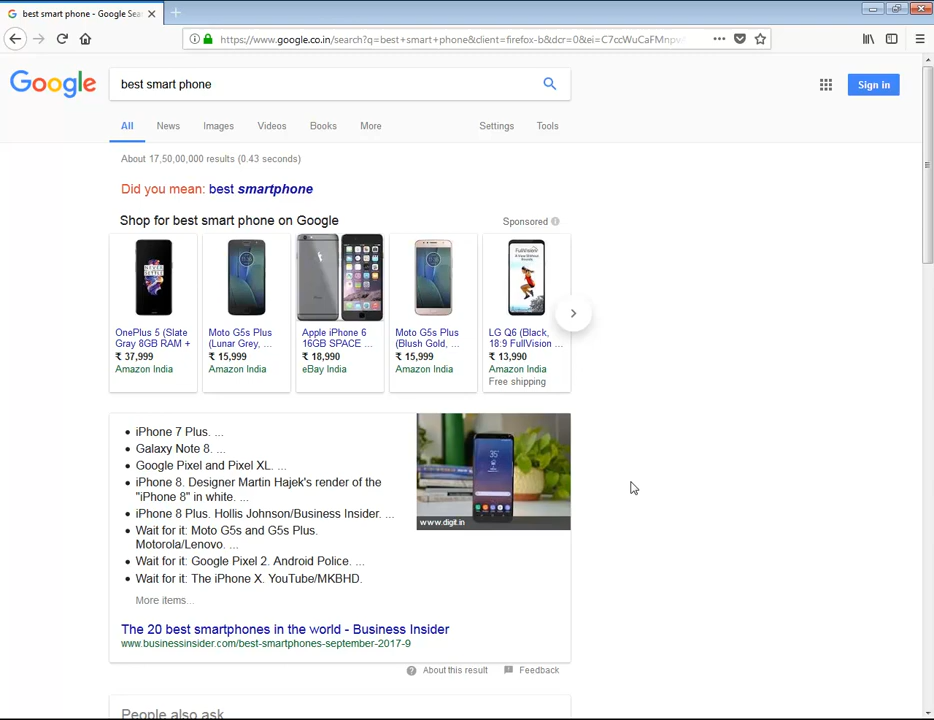 best smart phone - Google Sea
https://www.google.co.in/search?q=best+smart+phone&client=firefox-b&dcr=0&ei=C7ccWuCaFMnpv
Google
best smart phone
Sign in
All News Images Videos Books More Settings Tools
About 17,50,00,000 results (0.43 seconds)
Did you mean: best smartphone
Shop for best smart phone on Google
Sponsored
OnePlus 5 (Slate
Gray 8GB RAM +
₹ 37,999
Amazon India
Moto G5s Plus
(Lunar Grey, ...
₹ 15,999
Amazon India
Apple iPhone 6
16GB SPACE ...
₹ 18,990
eBay India
Moto G5s Plus
(Blush Gold, ...
₹ 15,999
Amazon India
LG Q6 (Black,
18:9 FullVision ...
₹ 13,990
Amazon India
Free shipping
iPhone 7 Plus. ...
Galaxy Note 8. ...
Google Pixel and Pixel XL. ...
iPhone 8. Designer Martin Hajek's render of the
"iPhone 8" in white. ...
iPhone 8 Plus. Hollis Johnson/Business Insider. ...
Wait for it: Moto G5s and G5s Plus.
Motorola/Lenovo. ...
Wait for it: Google Pixel 2. Android Police. ...
Wait for it: The iPhone X. YouTube/MKBHD.
More items...
www.digit.in
The 20 best smartphones in the world - Business Insider
www.businessinsider.com/best-smartphones-september-2017-9
About this result Feedback
People also ask